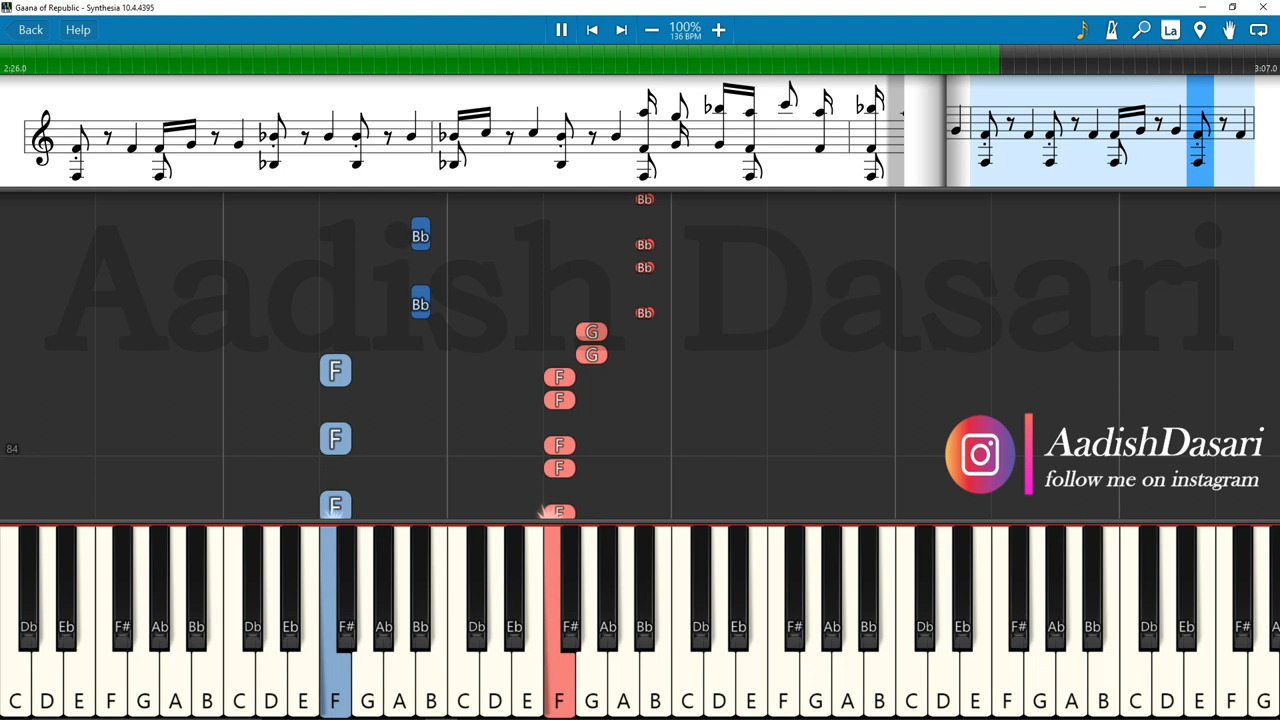 Gaana of Republic - Synthesia 10.4.4395
Back Help
100%
136 BPM
La
2:26.0 3:07.0
Aadish Dasari
Bb
Bb Bb
Bb
Bb
Bb
G
G
F
F
F
F
F
F
84
F
F
AadishDasari
follow me on instagram
Db Eb F# Ab Bb Db Eb F# Ab Bb Db Eb F# Ab Bb Db Eb F# Ab Bb Db Eb F# Ab Bb Db Eb F# A
C D E F G A B C D E F G A B C D E F G A B C D E F G A B C D E F G A B C D E F G